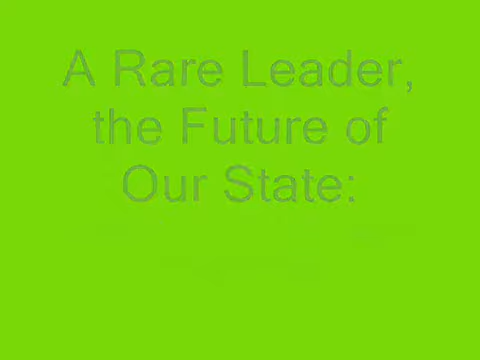 A Rare Leader,
the Future of
Our State: